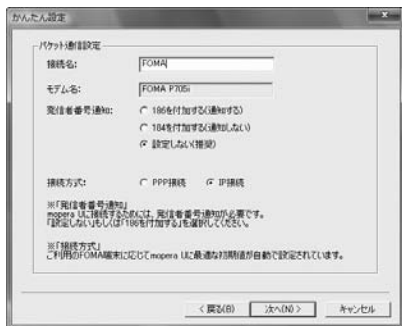 かんたん設定
パケット通信設定
接続名: FOMA
モデム名: FOMA P705i
発信者番号通知: 186を付加する(通知する)
184を付加する(通知しない)
設定しない(推奨)
接続方式: PPP接続 IP接続
※「発信者番号通知」
mopera Uに接続するためには、発信者番号通知が必要です。
「設定しない」もしくは「186を付加する」を選択してください。
※「接続方式」
ご利用のFOMA端末に応じてmopera Uに最適な初期値が自動で設定されています。
< 戻る(B) 次へ(N) > キャンセル